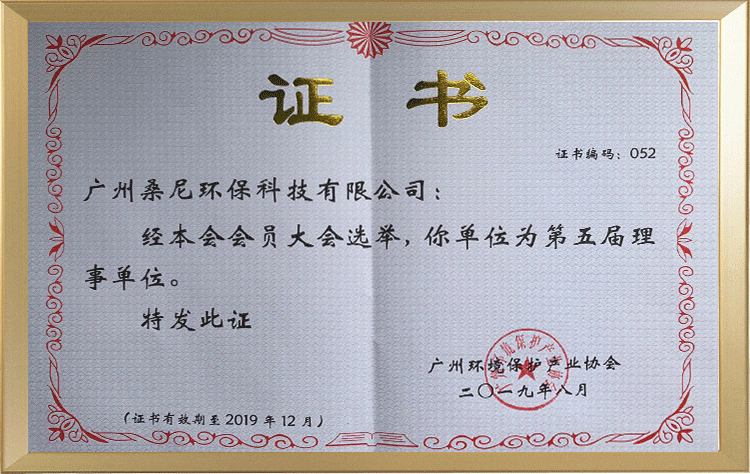 证书
证书编码：052
广州桑尼环保科技有限公司：
经本会会员大会选举，你单位为第五届理
事单位。
特发此证
广州环境保护产业协会
二〇一九年八月
（证书有效期至2019年12月）